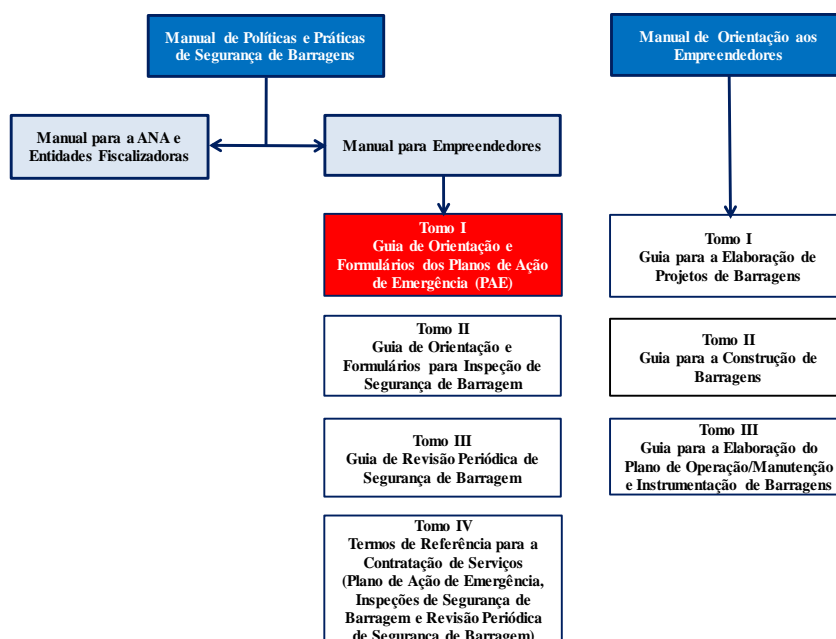 Manual de Políticas e Práticas
de Segurança de Barragens
Manual de Orientação aos
Empreendedores
Manual para a ANA e
Entidades Fiscalizadoras
Manual para Empreendedores
Tomo I
Guia de Orientação e
Formulários dos Planos de Ação
de Emergência (PAE)
Tomo I
Guia para a Elaboração de
Projetos de Barragens
Tomo II
Guia de Orientação e
Formulários para Inspeção de
Segurança de Barragem
Tomo II
Guia para a Construção de
Barragens
Tomo III
Guia de Revisão Periódica de
Segurança de Barragem
Tomo III
Guia para a Elaboração do
Plano de Operação/Manutenção
e Instrumentação de Barragens
Tomo IV
Termos de Referência para a
Contratação de Serviços
(Plano de Ação de Emergência,
Inspeções de Segurança de
Barragem e Revisão Periódica
de Segurança de Barragem)